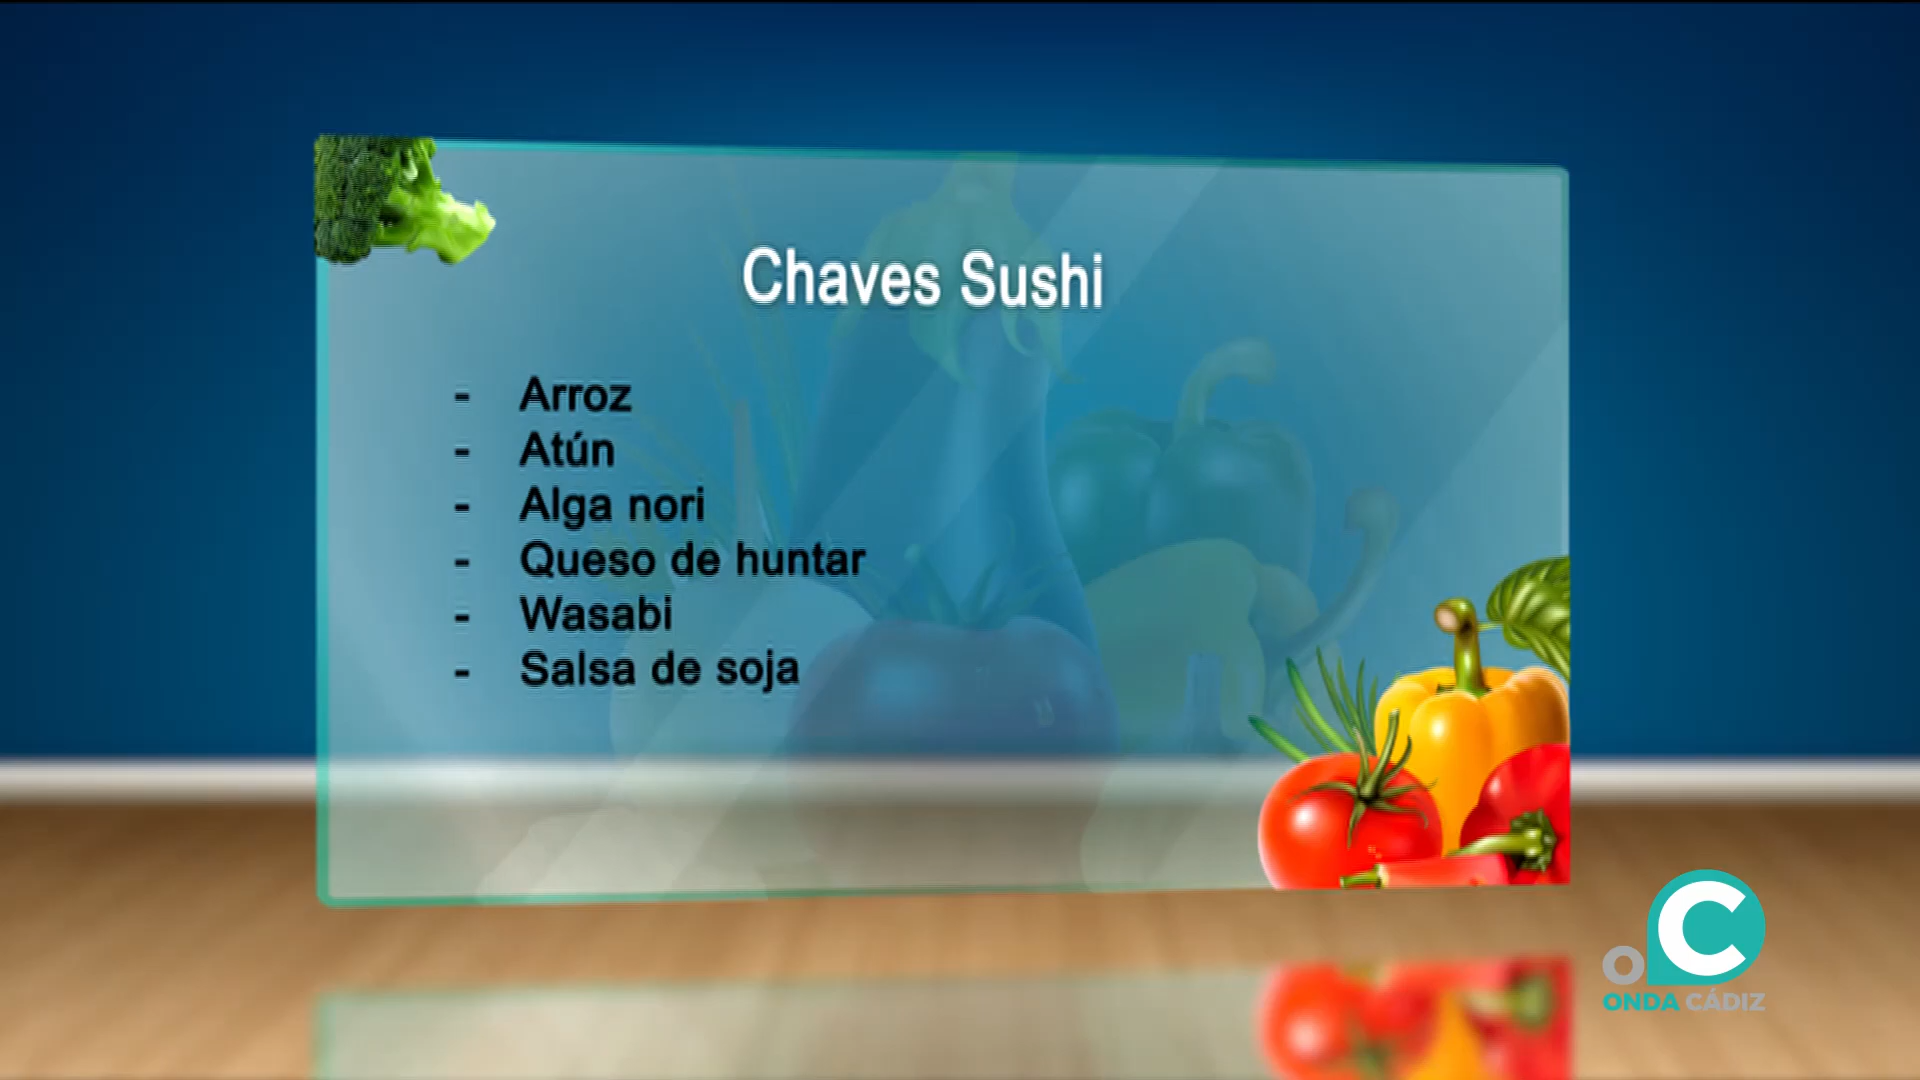 Chaves Sushi
- Arroz
- Atún
- Alga nori
- Queso de huntar
- Wasabi
- Salsa de soja
ONDA CÁDIZ